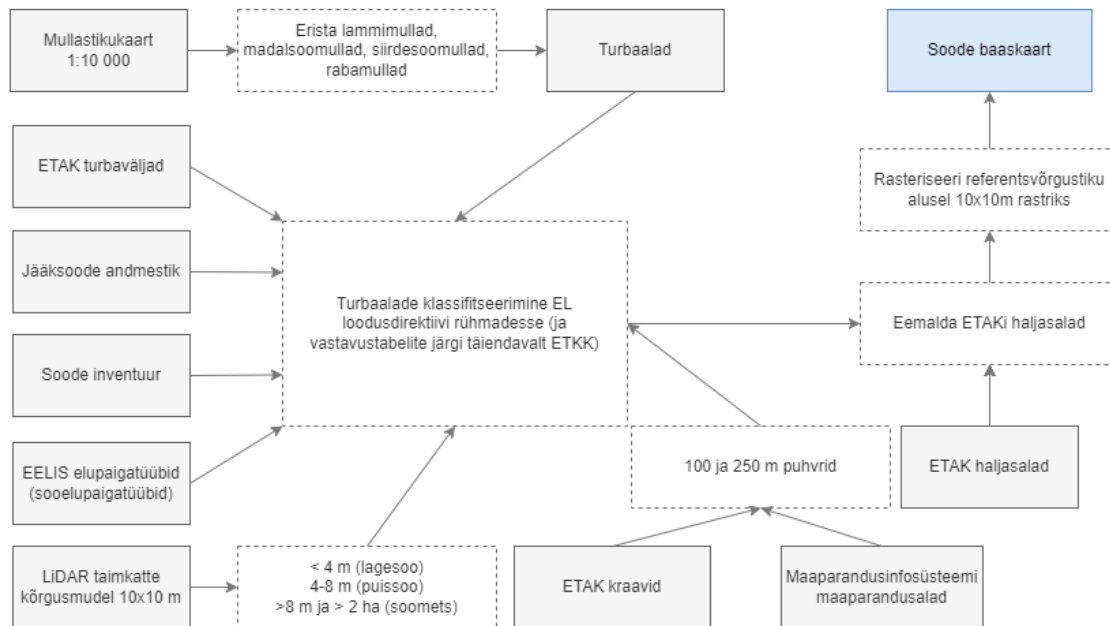 Mullastikukaart
1:10 000
Erista lammimullad,
madalsoomullad, siirdesoomullad,
rabamullad
Turbaalad
Soode baaskaart
ETAK turbaväljad
Rasteriseeri referentsvõrgustiku
alusel 10x10m rastriks
Jääksoode andmestik
Turbaalade klassifitseerimine EL
loodusdirektiivi rühmadesse (ja
vastavustabelite järgi täiendavalt ETKK)
Eemalda ETAKi haljasalad
Soode inventuur
EELIS elupaigatüübid
(sooelupaigatüübid)
100 ja 250 m puhvrid
ETAK haljasalad
LiDAR taimkatte
kõrgusmudel 10x10 m
< 4 m (lagesoo)
4-8 m (puissoo)
>8 m ja > 2 ha (soomets)
ETAK kraavid
Maaparandusinfosüsteemi
maaparandusalad